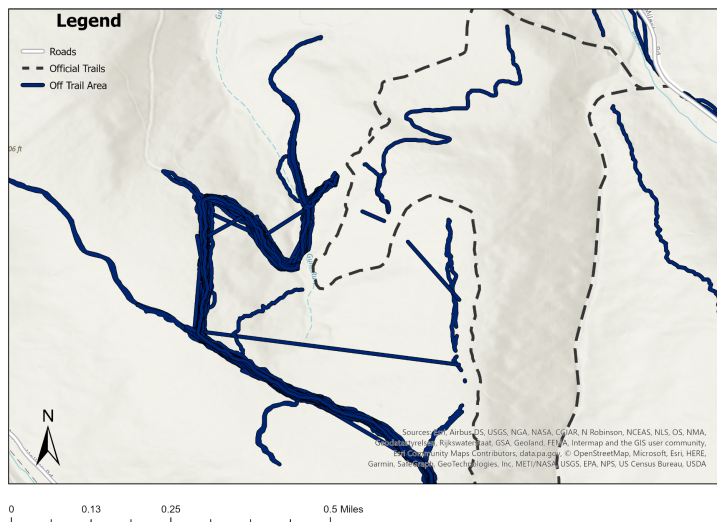 Legend
Roads
Official Trails
Off Trail Area
06 ft
N
Sources: Esri, Airbus DS, USGS, NGA, NASA, CGIAR, N Robinson, NCEAS, NLS, OS, NMA,
Geodatastyrelsen, Rijkswaterstaat, GSA, Geoland, FEMA, Intermap and the GIS user community,
Esri Community Maps Contributors, data.pa.gov, © OpenStreetMap, Microsoft, Esri, HERE,
Garmin, SafeGraph, GeoTechnologies, Inc, METI/NASA, USGS, EPA, NPS, US Census Bureau, USDA
0 0.13 0.25 0.5 Miles